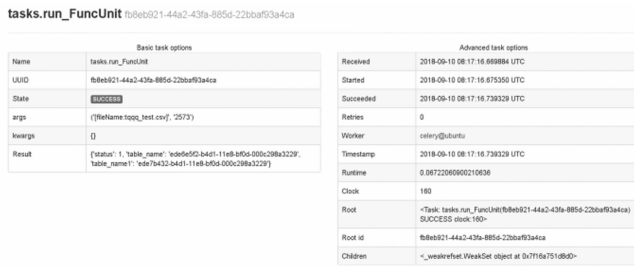 tasks.run_FuncUnit fb8eb921-44a2-43fa-885d-22bbaf93a4ca
Basic task options
Name tasks.run_FuncUnit
UUID fb8eb921-44a2-43fa-885d-22bbaf93a4ca
State SUCCESS
args ('[fileName:tqqq_test.csv]', '2573')
kwargs {}
Result {'status': 1, 'table_name': 'ede6e5f2-b4d1-11e8-bf0d-000c298a3229',
'table_name1': 'ede7b432-b4d1-11e8-bf0d-000c298a3229'}
Advanced task options
Received 2018-09-10 08:17:16.669884 UTC
Started 2018-09-10 08:17:16.675350 UTC
Succeeded 2018-09-10 08:17:16.739329 UTC
Retries 0
Worker celery@ubuntu
Timestamp 2018-09-10 08:17:16.739329 UTC
Runtime 0.06722060900210636
Clock 160
Root <Task: tasks.run_FuncUnit(fb8eb921-44a2-43fa-885d-22bbaf93a4ca)
SUCCESS clock:160>
Root id fb8eb921-44a2-43fa-885d-22bbaf93a4ca
Children <_weakrefset.WeakSet object at 0x7f16a751d8d0>